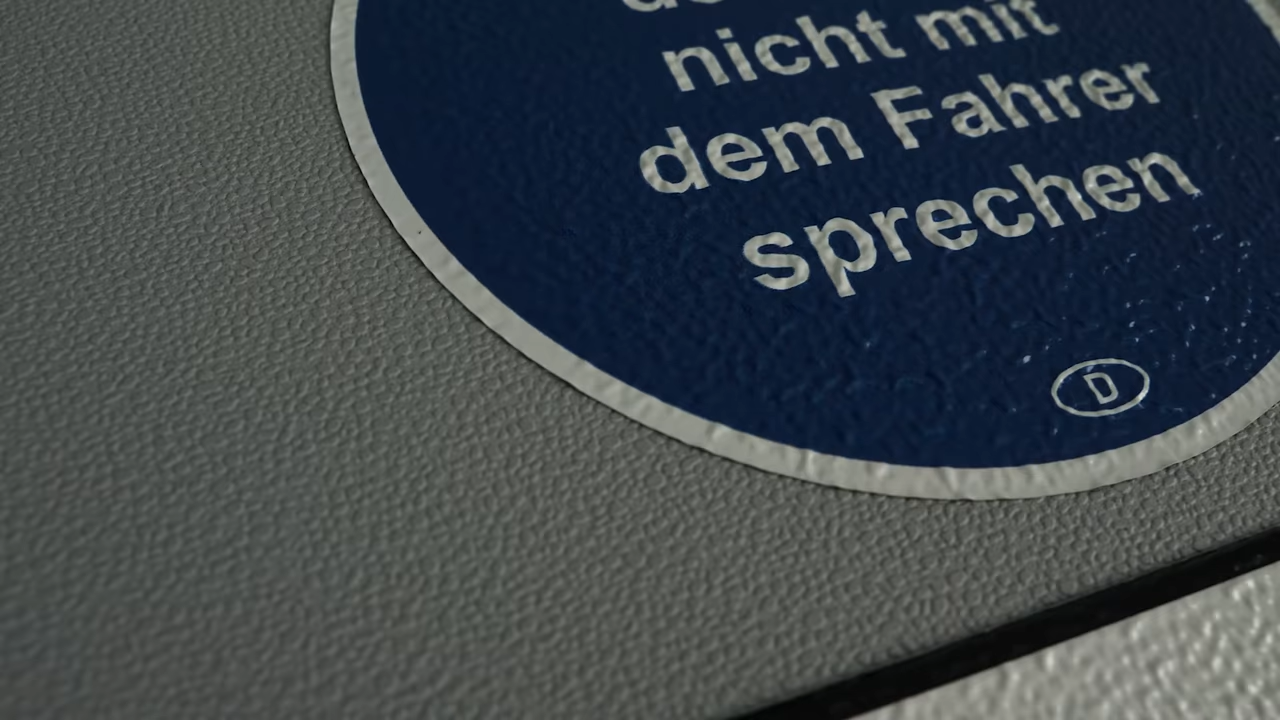 nicht mit
dem Fahrer
sprechen
D